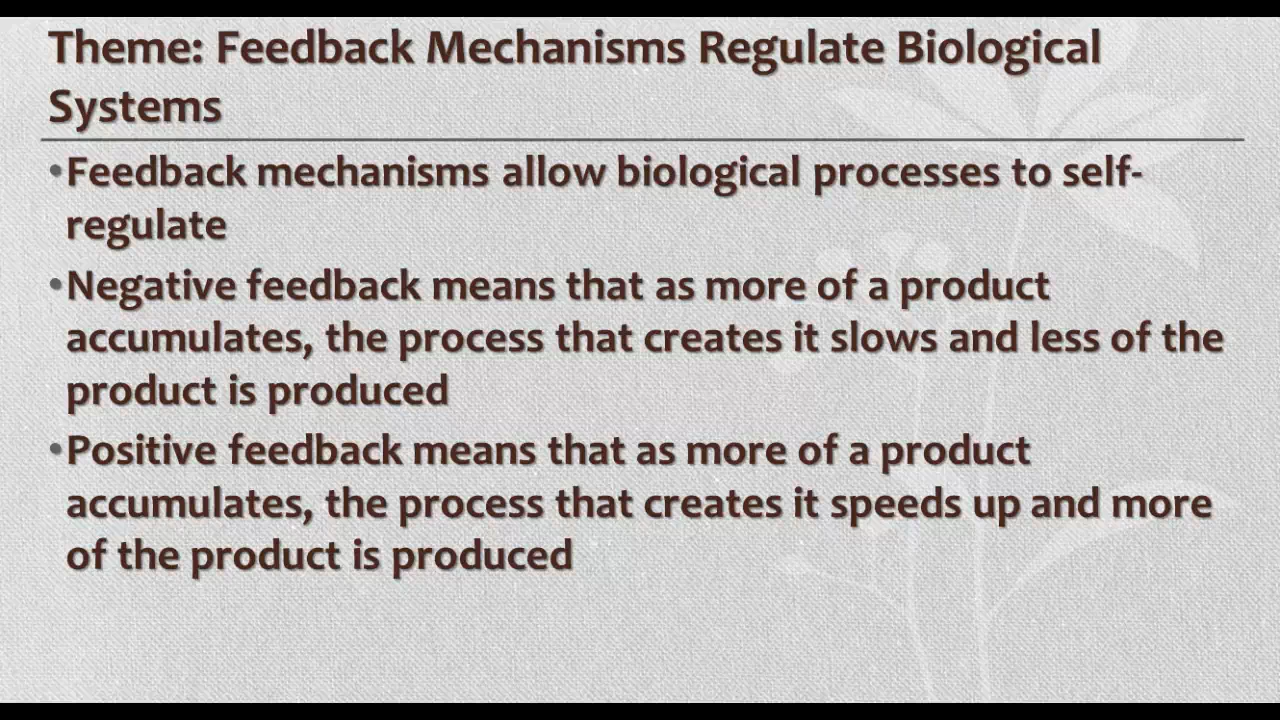 Theme: Feedback Mechanisms Regulate Biological
Systems
•Feedback mechanisms allow biological processes to self-
regulate
•Negative feedback means that as more of a product
accumulates, the process that creates it slows and less of the
product is produced
•Positive feedback means that as more of a product
accumulates, the process that creates it speeds up and more
of the product is produced